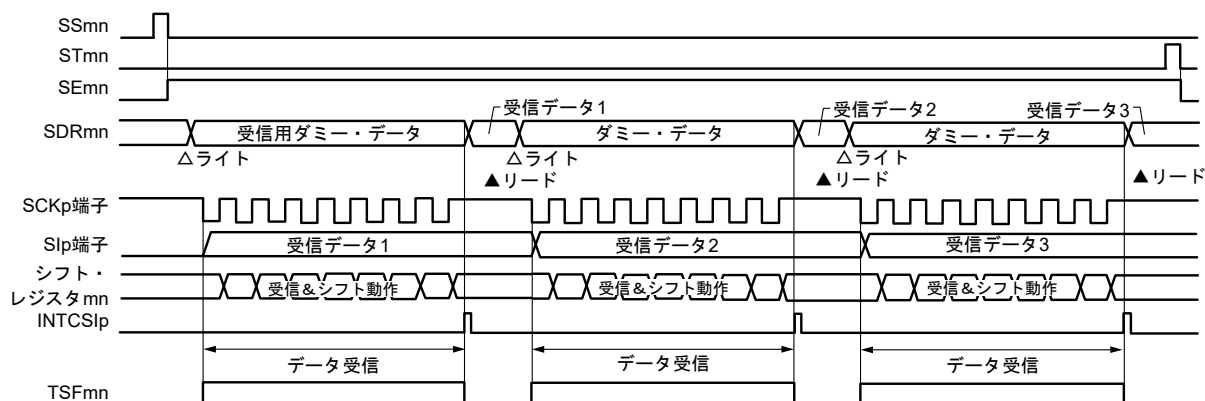 SSmn
STmn
SEmn
受信データ1
受信データ2
受信データ3
SDRmn
受信用ダミー・データ
ダミー・データ
ダミー・データ
△ライト
△ライト
△ライト
▲リード
▲リード
▲リード
SCKp端子
SIp端子
受信データ1
受信データ2
受信データ3
シフト・
レジスタmn
受信&シフト動作
受信&シフト動作
受信&シフト動作
INTCSIp
データ受信
データ受信
データ受信
TSFmn